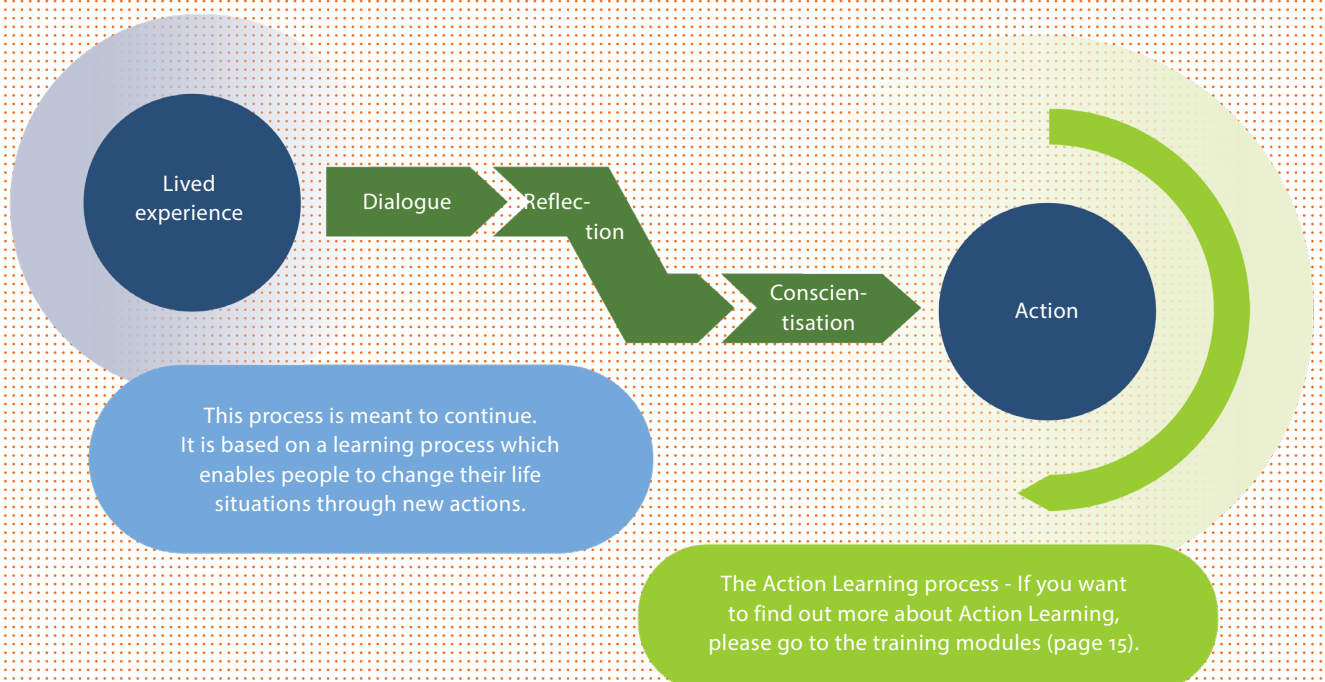 Lived
experience
Dialogue
Reflec-
tion
Conscien-
tisation
Action
This process is meant to continue.
It is based on a learning process which
enables people to change their life
situations through new actions.
The Action Learning process - If you want
to find out more about Action Learning,
please go to the training modules (page 15).